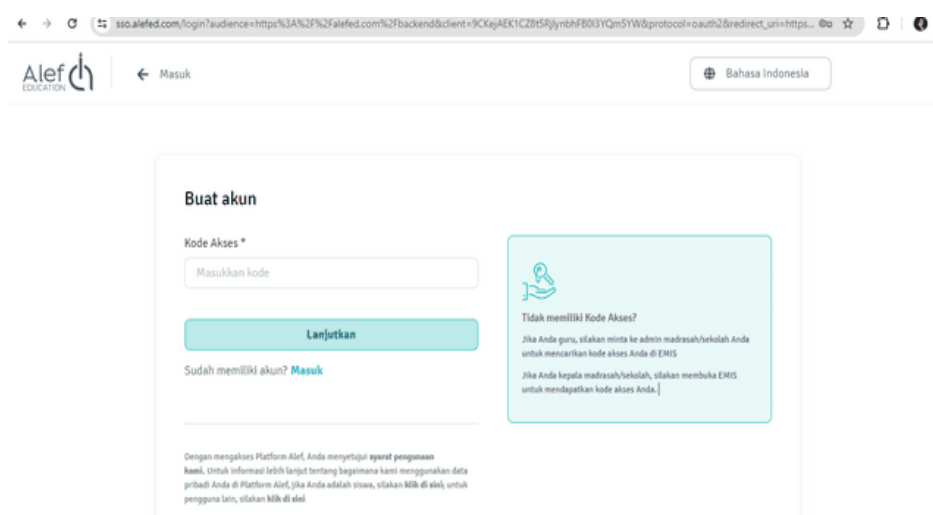 sso.alefed.com/login?audience=https%3A%2F%2Falefed.com%2Fbackend&client=9CKejAEK1CZ8t5RjlynbhFB0I3YQm5YW&protocol=oauth2&redirect_uri=https...
Alef
EDUCATION
← Masuk
Bahasa Indonesia
Buat akun
Kode Akses *
Masukkan kode
Lanjutkan
Sudah memiliki akun? Masuk
Tidak memiliki Kode Akses?
Jika Anda guru, silakan minta ke admin madrasah/sekolah Anda
untuk mencarikan kode akses Anda di EMIS
Jika Anda kepala madrasah/sekolah, silakan membuka EMIS
untuk mendapatkan kode akses Anda.
Dengan mengakses Platform Alef, Anda menyetujui syarat pengunaan
kami. Untuk informasi lebih lanjut tentang bagaimana kami menggunakan data
pribadi Anda di Platform Alef, jika Anda adalah siswa, silakan klik di sini; untuk
pengguna lain, silakan klik di sini